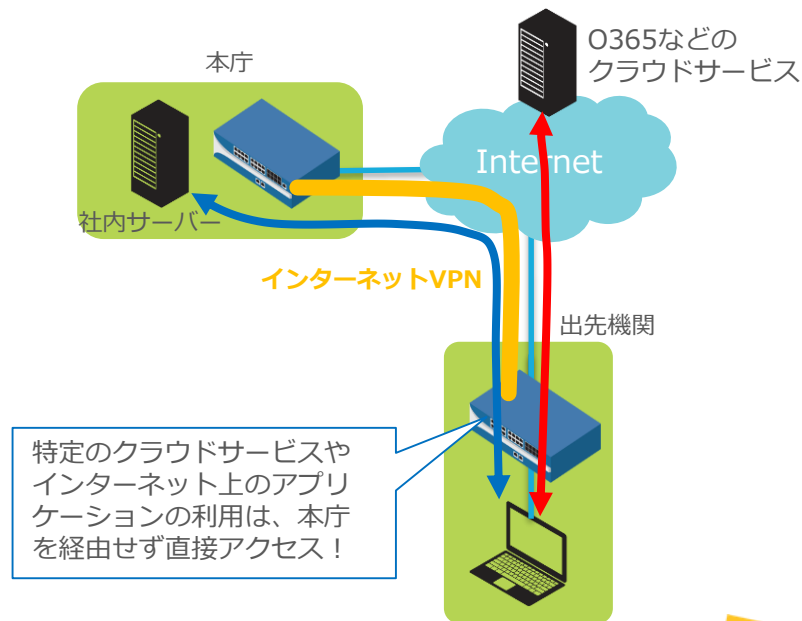 本庁
O365などの
クラウドサービス
Internet
社内サーバー
インターネットVPN
出先機関
特定のクラウドサービスや
インターネット上のアプリ
ケーションの利用は、本庁
を経由せず直接アクセス！